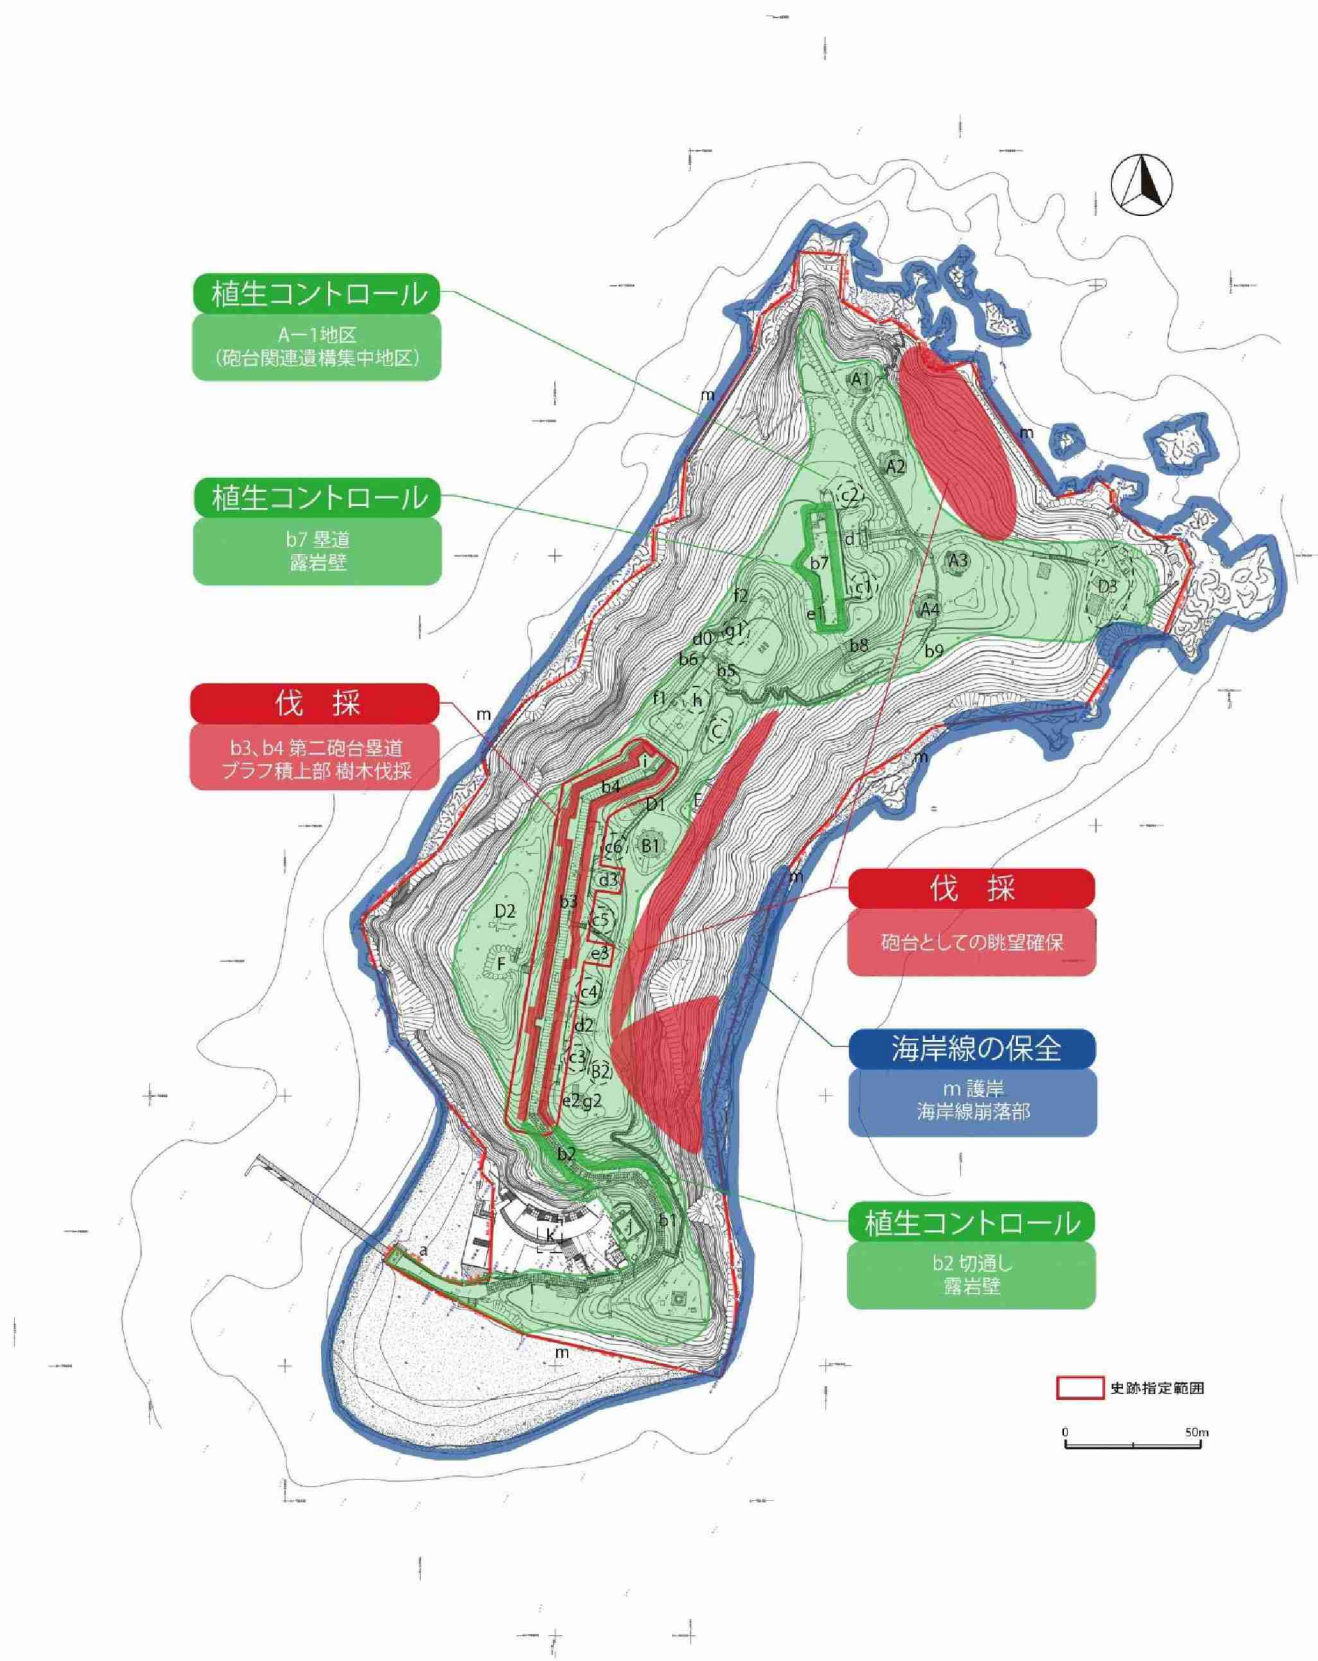 植生コントロール
A－1地区
（砲台関連遺構集中地区）
植生コントロール
b7 塁道
露岩壁
伐　採
b3、b4 第二砲台塁道
ブラフ積上部 樹木伐採
伐　採
砲台としての眺望確保
海岸線の保全
m 護岸
海岸線崩落部
植生コントロール
b2 切通し
露岩壁
史跡指定範囲
0 50m
A1
m
m
A2
c2
d1
b7
A3
c1
D3
f2
e1
A4
g1
d0
b8
b9
b6
b5
f1
h
m
C
m
i
b4
E
D1
c6
B1
m
d3
b3
D2
c5
F
e3
c4
d2
c3
B2
e2
g2
b2
j
b1
k
a
m